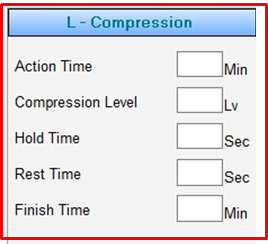 L - Compression
Action Time Min
Compression Level Lv
Hold Time Sec
Rest Time Sec
Finish Time Min